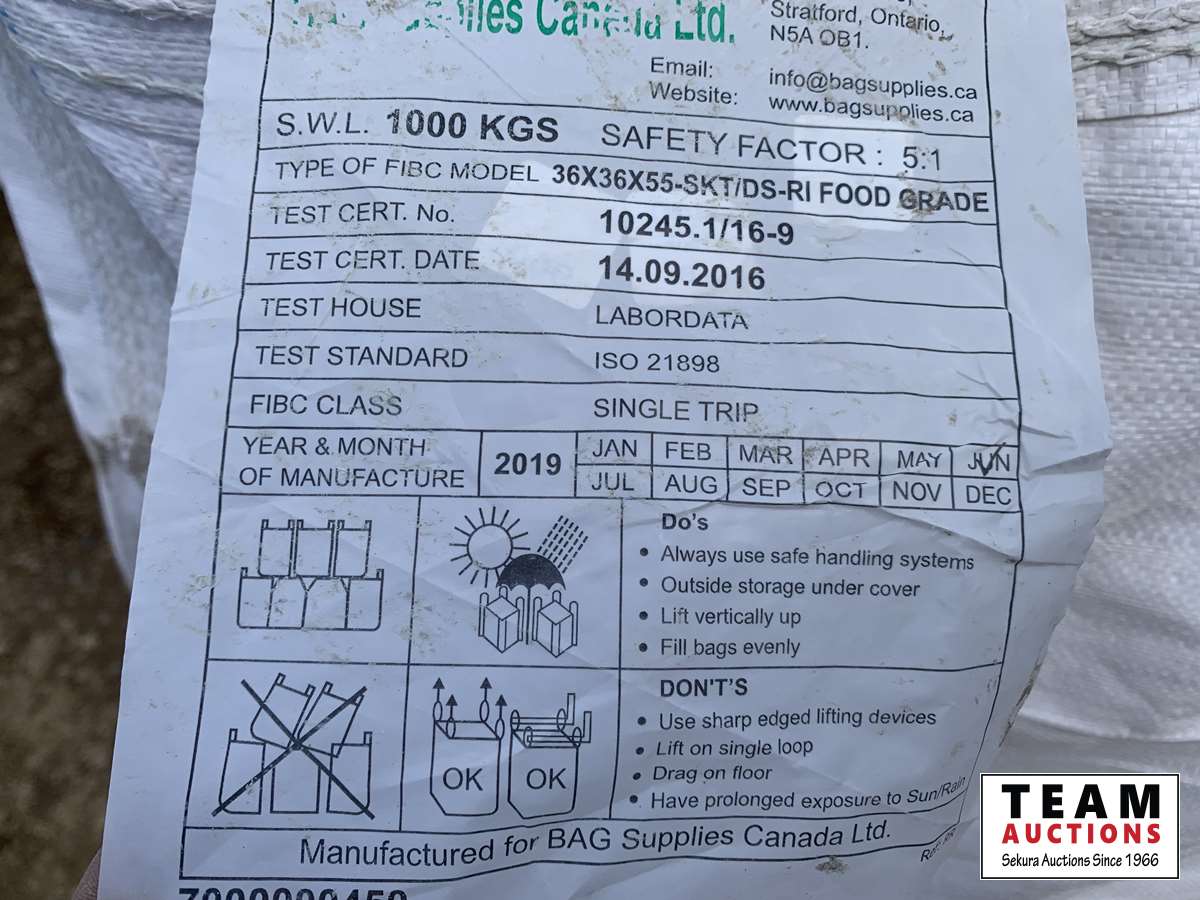 Supplies Canada Ltd.
Stratford, Ontario,
N5A OB1.
Email: info@bagsupplies.ca
Website: www.bagsupplies.ca
S.W.L. 1000 KGS SAFETY FACTOR : 5:1
TYPE OF FIBC MODEL 36X36X55-SKT/DS-RI FOOD GRADE
TEST CERT. No. 10245.1/16-9
TEST CERT. DATE 14.09.2016
TEST HOUSE LABORDATA
TEST STANDARD ISO 21898
FIBC CLASS SINGLE TRIP
YEAR & MONTH
OF MANUFACTURE
2019
JAN FEB MAR APR MAY JUN
JUL AUG SEP OCT NOV DEC
Do's
• Always use safe handling systems
• Outside storage under cover
• Lift vertically up
• Fill bags evenly
OK OK
DON'T'S
• Use sharp edged lifting devices
• Lift on single loop
• Drag on floor
• Have prolonged exposure to Sun/Rain
Manufactured for BAG Supplies Canada Ltd.
TEAM
AUCTIONS
Sekura Auctions Since 1966